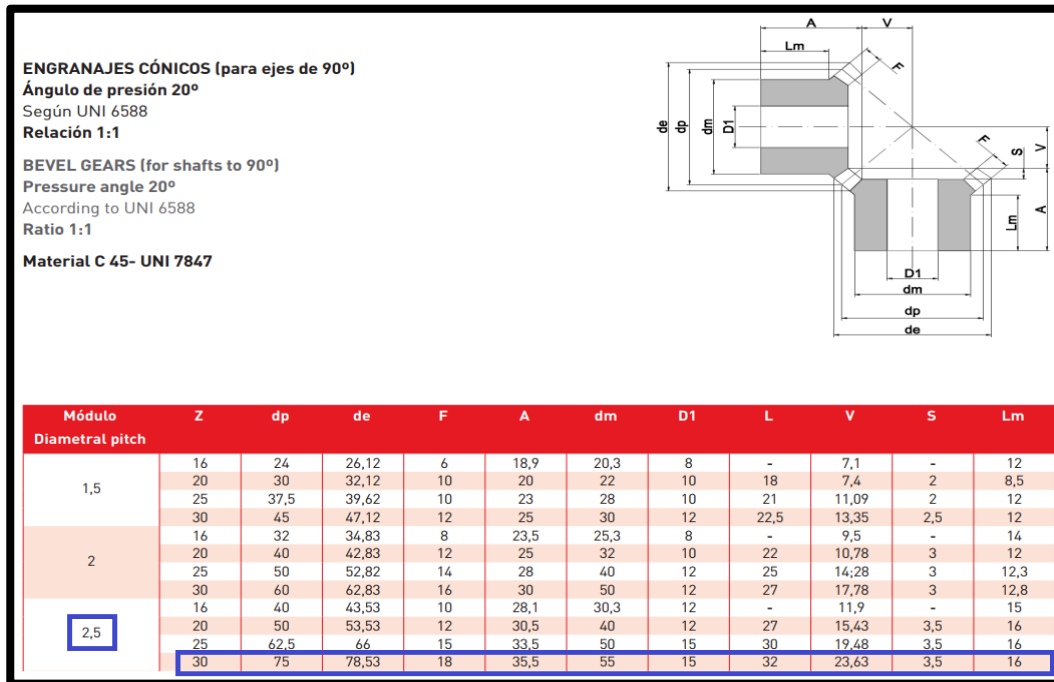 ENGRANAJES CÓNICOS (para ejes de 90º)
Ángulo de presión 20º
Según UNI 6588
Relación 1:1
BEVEL GEARS (for shafts to 90º)
Pressure angle 20º
According to UNI 6588
Ratio 1:1
Material C 45- UNI 7847
A V
Lm
F
de dp dm D1
F
S V
Lm A
D1
dm
dp
de
Módulo Z dp de F A dm D1 L V S Lm
Diametral pitch
1,5
16 24 26,12 6 18,9 20,3 8 - 7,1 - 12
20 30 32,12 10 20 22 10 18 7,4 2 8,5
25 37,5 39,62 10 23 28 10 21 11,09 2 12
30 45 47,12 12 25 30 12 22,5 13,35 2,5 12
2
16 32 34,83 8 23,5 25,3 8 - 9,5 - 14
20 40 42,83 12 25 32 10 22 10,78 3 12
25 50 52,82 14 28 40 12 25 14;28 3 12,3
30 60 62,83 16 30 50 12 27 17,78 3 12,8
2,5
16 40 43,53 10 28,1 30,3 12 - 11,9 - 15
20 50 53,53 12 30,5 40 12 27 15,43 3,5 16
25 62,5 66 15 33,5 50 15 30 19,48 3,5 16
30 75 78,53 18 35,5 55 15 32 23,63 3,5 16